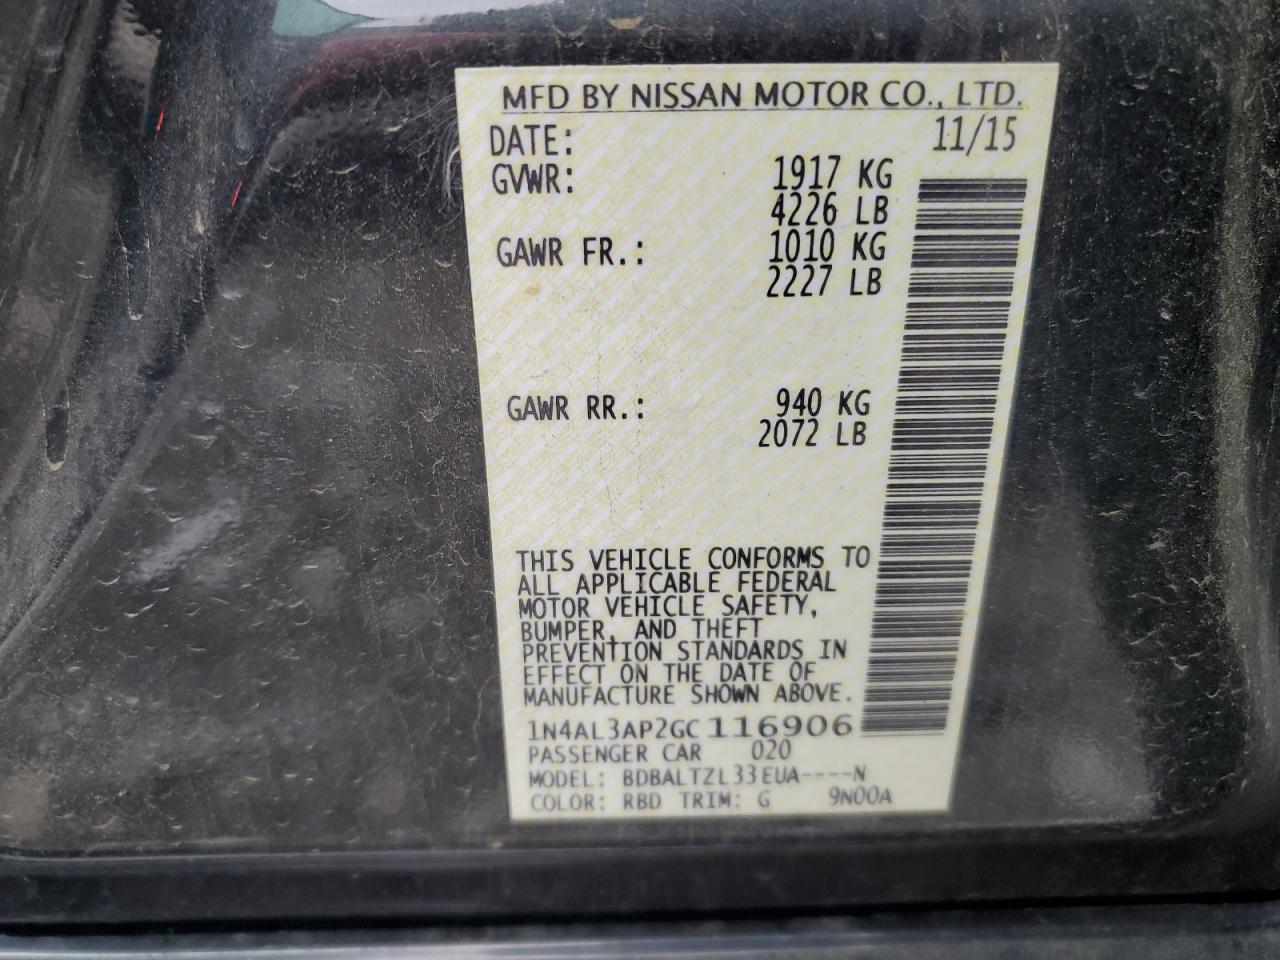 MFD BY NISSAN MOTOR CO., LTD.
DATE: 11/15
GVWR: 1917 KG
4226 LB
GAWR FR.: 1010 KG
2227 LB
GAWR RR.: 940 KG
2072 LB
THIS VEHICLE CONFORMS TO
ALL APPLICABLE FEDERAL
MOTOR VEHICLE SAFETY,
BUMPER, AND THEFT
PREVENTION STANDARDS IN
EFFECT ON THE DATE OF
MANUFACTURE SHOWN ABOVE.
1N4AL3AP2GC116906
PASSENGER CAR 020
MODEL: BDBALTZL33EUA----N
COLOR: RBD TRIM: G 9N00A